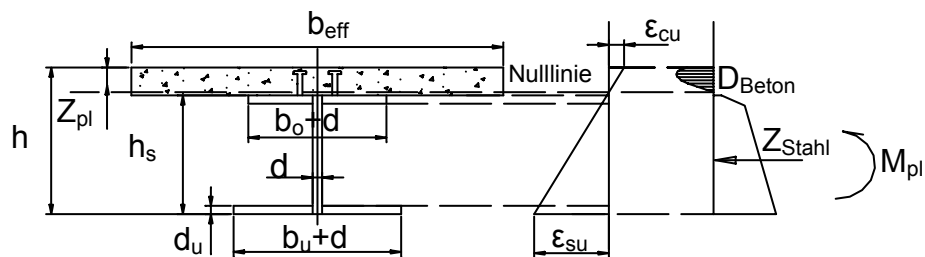 b_eff
ε_cu
Nulllinie
D_Beton
Z_pl
b_o+d
h
h_s
d
Z_Stahl
M_pl
d_u
b_u+d
ε_su